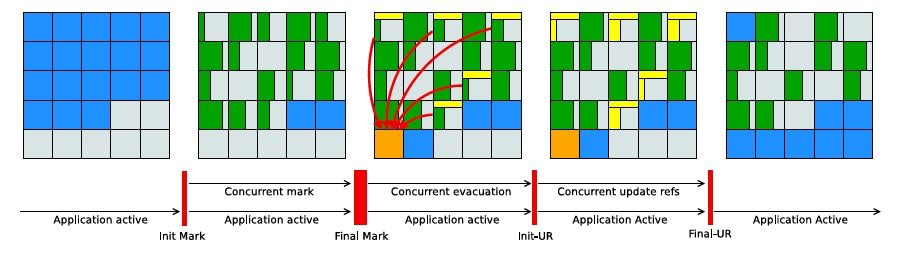 Concurrent mark
Concurrent evacuation
Concurrent update refs
Application active
Application active
Application active
Application Active
Application Active
Init Mark
Final Mark
Init-UR
Final-UR